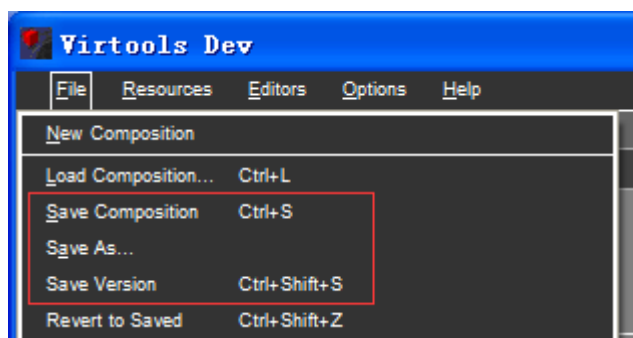 Virtools Dev
File Resources Editors Options Help
New Composition
Load Composition... Ctrl+L
Save Composition Ctrl+S
Save As...
Save Version Ctrl+Shift+S
Revert to Saved Ctrl+Shift+Z